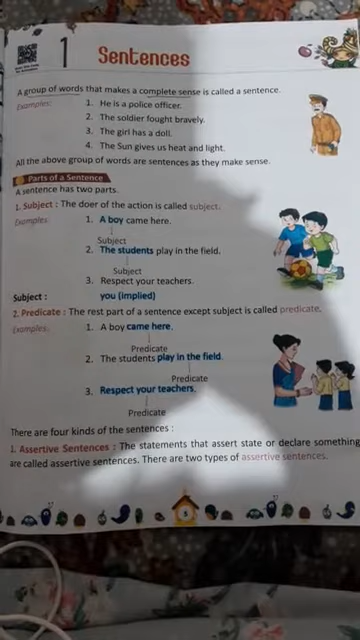 1 Sentences
A group of words that makes a complete sense is called a sentence.
Examples: 1. He is a police officer.
2. The soldier fought bravely.
3. The girl has a doll.
4. The Sun gives us heat and light.
All the above group of words are sentences as they make sense.
Parts of a Sentence
A sentence has two parts.
1. Subject : The doer of the action is called subject.
Examples: 1. A boy came here.
Subject
2. The students play in the field.
Subject
3. Respect your teachers.
Subject : you (implied)
2. Predicate : The rest part of a sentence except subject is called predicate.
Examples: 1. A boy came here.
Predicate
2. The students play in the field.
Predicate
3. Respect your teachers.
Predicate
There are four kinds of the sentences :
1. Assertive Sentences : The statements that assert state or declare something
are called assertive sentences. There are two types of assertive sentences.